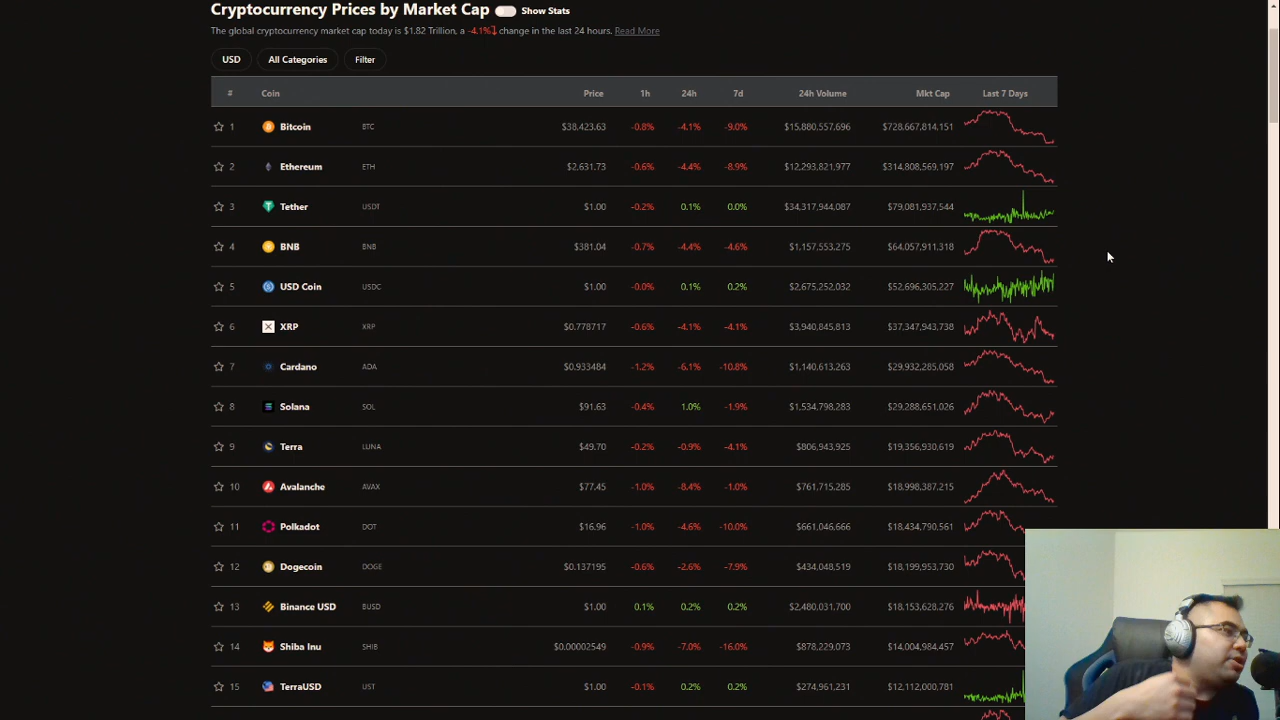 Cryptocurrency Prices by Market Cap Show Stats
The global cryptocurrency market cap today is $1.82 Trillion, a -4.1% change in the last 24 hours. Read More
USD All Categories Filter
# Coin Price 1h 24h 7d 24h Volume Mkt Cap Last 7 Days
1 Bitcoin BTC $38,423.63 -0.8% -4.1% -9.0% $15,880,557,696 $728,667,814,151
2 Ethereum ETH $2,631.73 -0.6% -4.4% -8.9% $12,293,821,977 $314,808,569,197
3 Tether USDT $1.00 -0.2% 0.1% 0.0% $34,317,944,087 $79,081,937,544
4 BNB BNB $381.04 -0.7% -4.4% -4.6% $1,157,553,275 $64,057,911,318
5 USD Coin USDC $1.00 -0.0% 0.1% 0.2% $2,675,252,032 $52,696,305,227
6 XRP XRP $0.778717 -0.6% -4.1% -4.1% $3,940,845,813 $37,347,943,738
7 Cardano ADA $0.933484 -1.2% -6.1% -10.8% $1,140,613,263 $29,932,285,058
8 Solana SOL $91.63 -0.4% 1.0% -1.9% $1,534,798,283 $29,288,651,026
9 Terra LUNA $49.70 -0.2% -0.9% -4.1% $806,943,925 $19,356,930,619
10 Avalanche AVAX $77.45 -1.0% -8.4% -1.0% $761,715,285 $18,998,387,215
11 Polkadot DOT $16.96 -1.0% -4.6% -10.0% $661,046,666 $18,434,790,561
12 Dogecoin DOGE $0.137195 -0.6% -2.6% -7.9% $434,048,519 $18,199,953,730
13 Binance USD BUSD $1.00 0.1% 0.2% 0.2% $2,480,031,700 $18,153,628,276
14 Shiba Inu SHIB $0.00002549 -0.9% -7.0% -16.0% $878,229,073 $14,004,984,457
15 TerraUSD UST $1.00 -0.1% 0.2% 0.2% $274,961,231 $12,112,000,781